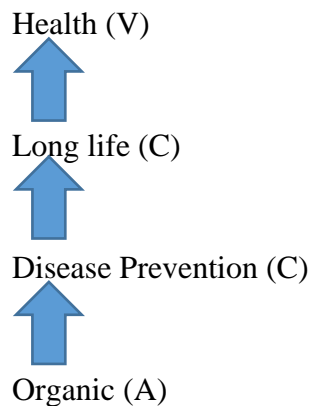 Health (V)
Long life (C)
Disease Prevention (C)
Organic (A)